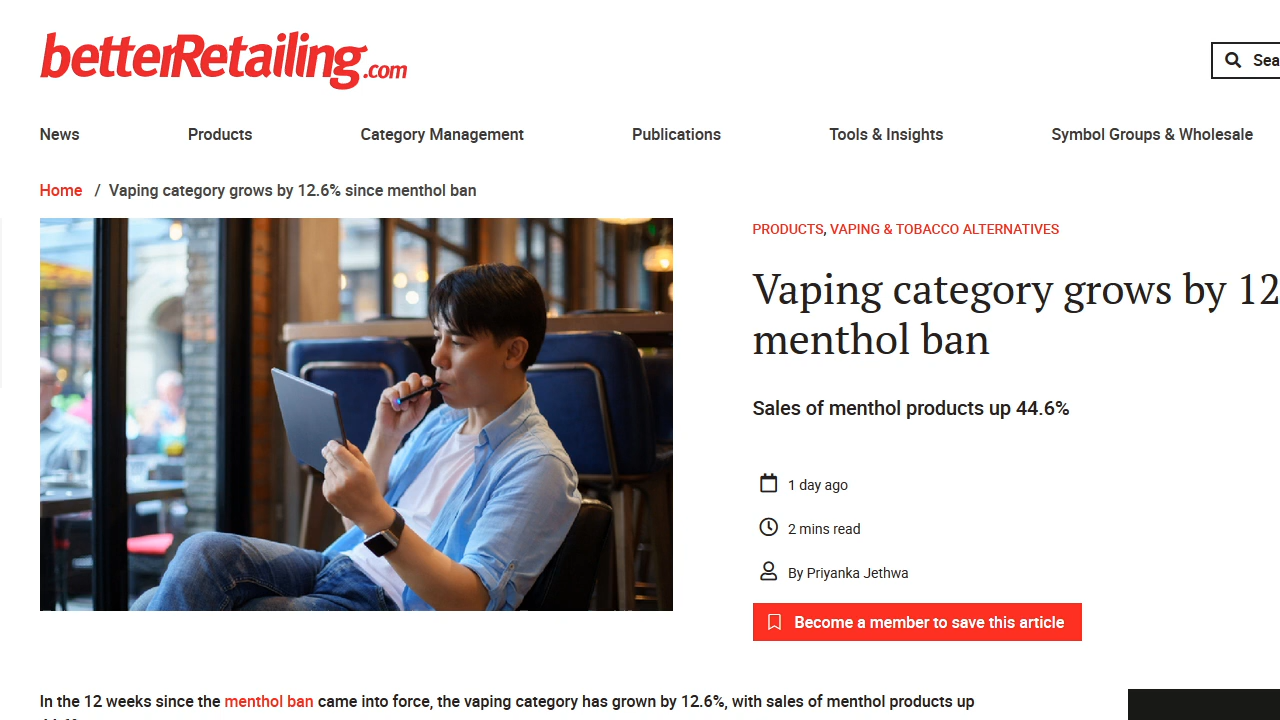 betterRetailing.com
Sea
News Products Category Management Publications Tools & Insights Symbol Groups & Wholesale
Home / Vaping category grows by 12.6% since menthol ban
PRODUCTS, VAPING & TOBACCO ALTERNATIVES
Vaping category grows by 12
menthol ban
Sales of menthol products up 44.6%
1 day ago
2 mins read
By Priyanka Jethwa
Become a member to save this article
In the 12 weeks since the menthol ban came into force, the vaping category has grown by 12.6%, with sales of menthol products up